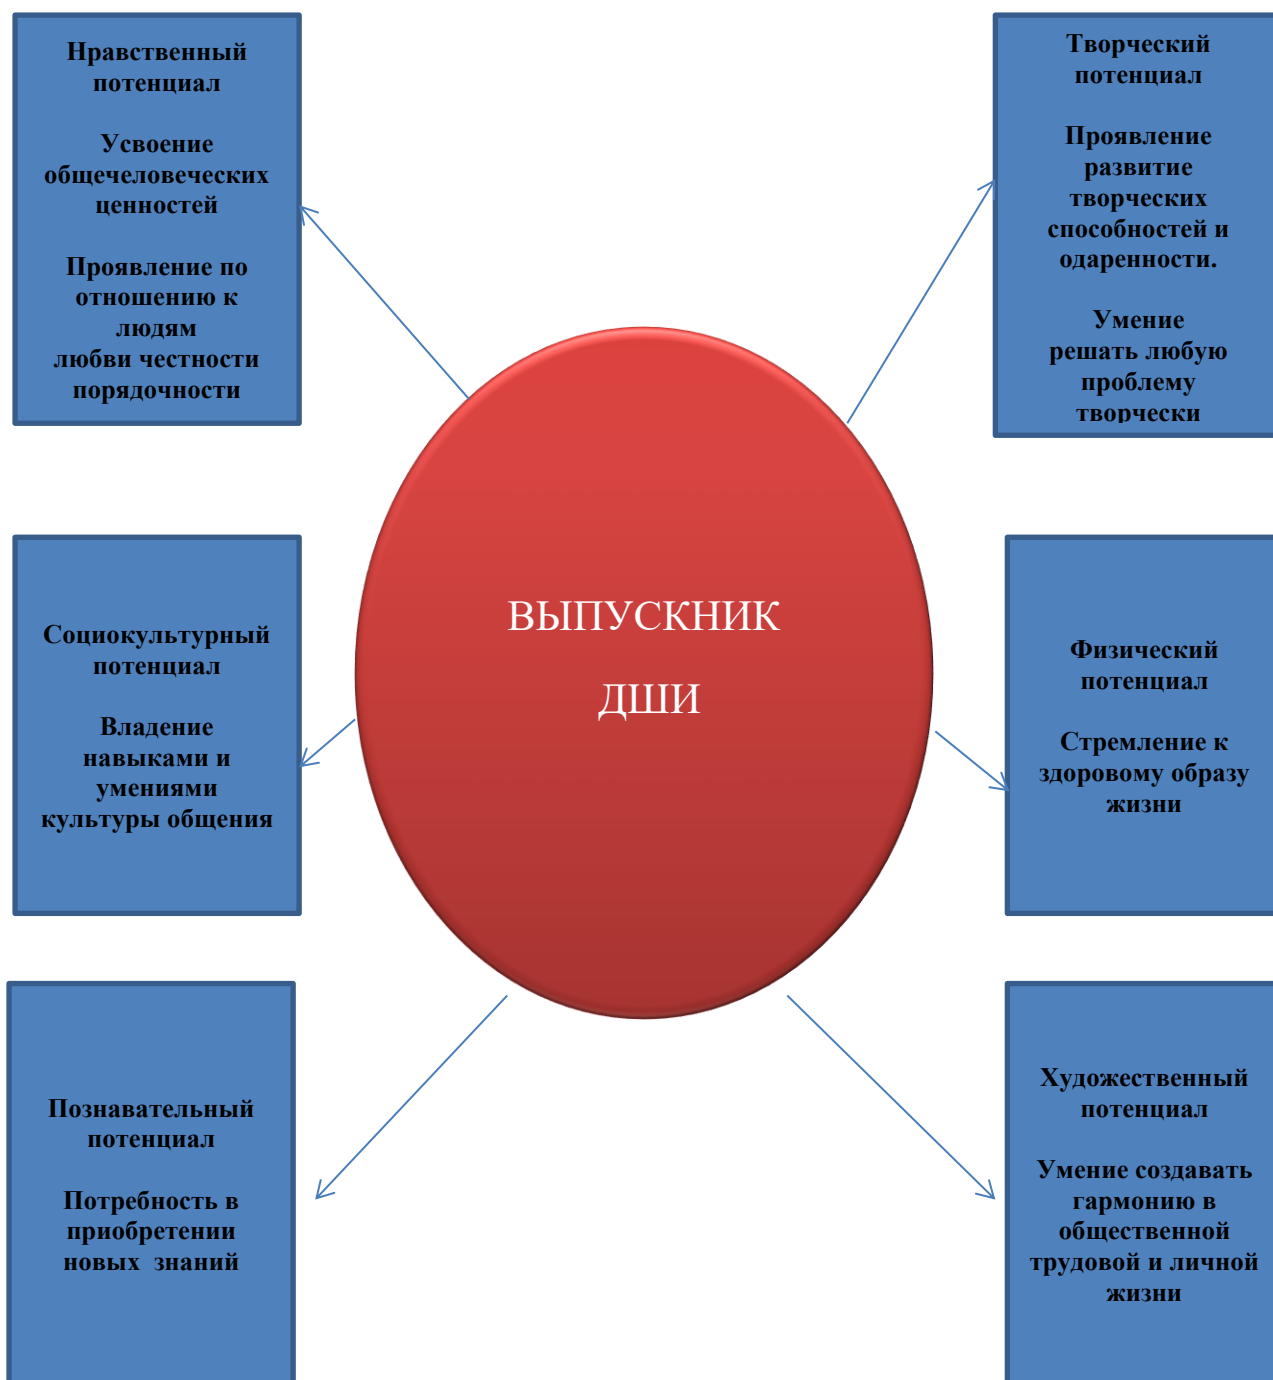 Нравственный
потенциал
Усвоение
общечеловеческих
ценностей
Проявление по
отношению к
людям
любви честности
порядочности
Творческий
потенциал
Проявление
развитие
творческих
способностей и
одаренности.
Умение
решать любую
проблему
творчески
ВЫПУСКНИК
ДШИ
Социокультурный
потенциал
Владение
навыками и
умениями
культуры общения
Физический
потенциал
Стремление к
здоровому образу
жизни
Познавательный
потенциал
Потребность в
приобретении
новых  знаний
Художественный
потенциал
Умение создавать
гармонию в
общественной
трудовой и личной
жизни